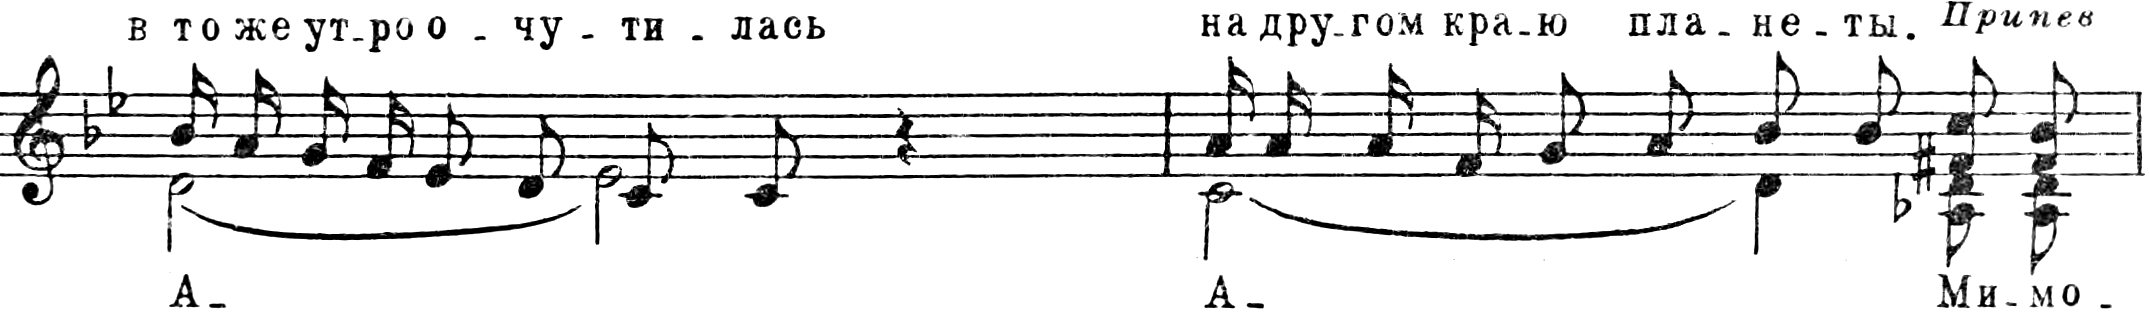 в то же ут-ро о - чу - ти - лась на дру-гом кра-ю пла - не - ты. Припев
А - А - Ми-мо -